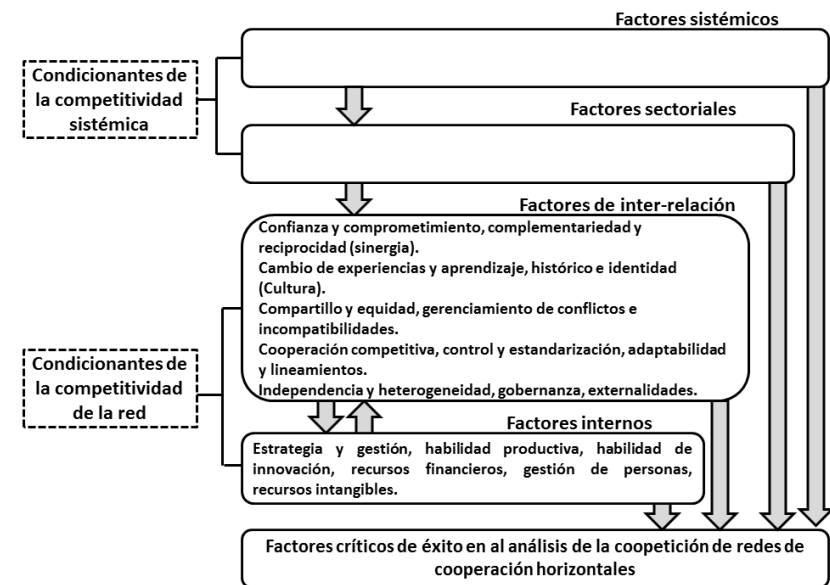 Factores sistémicos
Condicionantes de
la competitividad
sistémica
Factores sectoriales
Factores de inter-relación
Confianza y comprometimiento, complementariedad y
reciprocidad (sinergia).
Cambio de experiencias y aprendizaje, histórico e identidad
(Cultura).
Compartillo y equidad, gerenciamiento de conflictos e
incompatibilidades.
Cooperación competitiva, control y estandarización, adaptabilidad
y lineamientos.
Independencia y heterogeneidad, gobernanza, externalidades.
Condicionantes de
la competitividad
de la red
Factores internos
Estrategia y gestión, habilidad productiva, habilidad de
innovación, recursos financieros, gestión de personas,
recursos intangibles.
Factores críticos de éxito en al análisis de la coopetición de redes de
cooperación horizontales